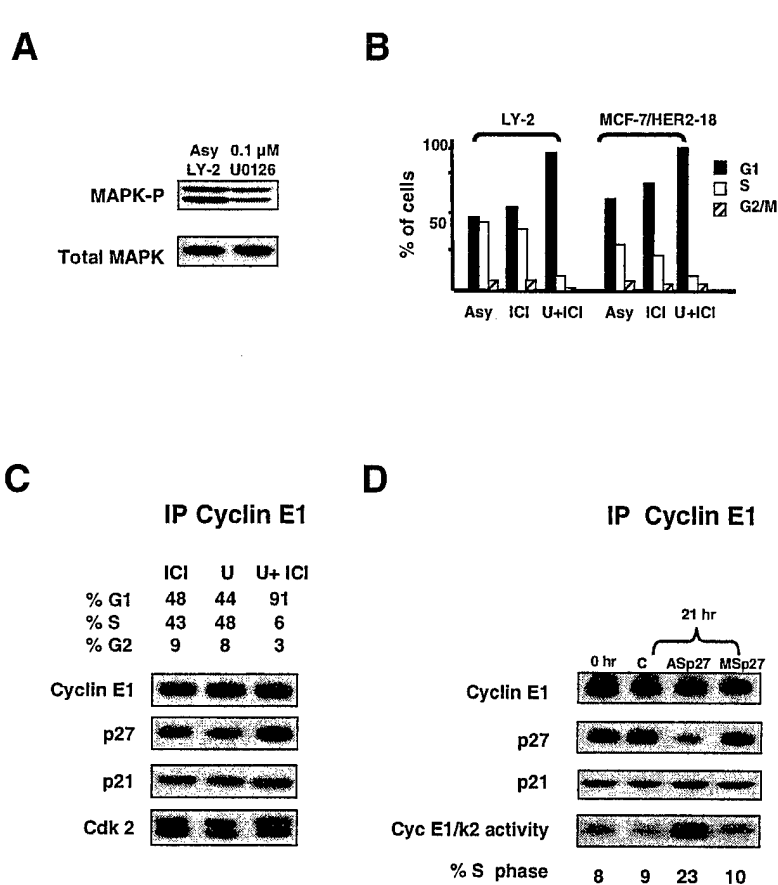 A
Asy 0.1 µM
LY-2 U0126
MAPK-P
Total MAPK
B
LY-2 MCF-7/HER2-18
% of cells
100
50
G1
S
G2/M
Asy ICI U+ICI Asy ICI U+ICI
C
IP Cyclin E1
ICI U U+ ICI
% G1 48 44 91
% S 43 48 6
% G2 9 8 3
Cyclin E1
p27
p21
Cdk 2
D
IP Cyclin E1
21 hr
0 hr C ASp27 MSp27
Cyclin E1
p27
p21
Cyc E1/k2 activity
% S phase 8 9 23 10